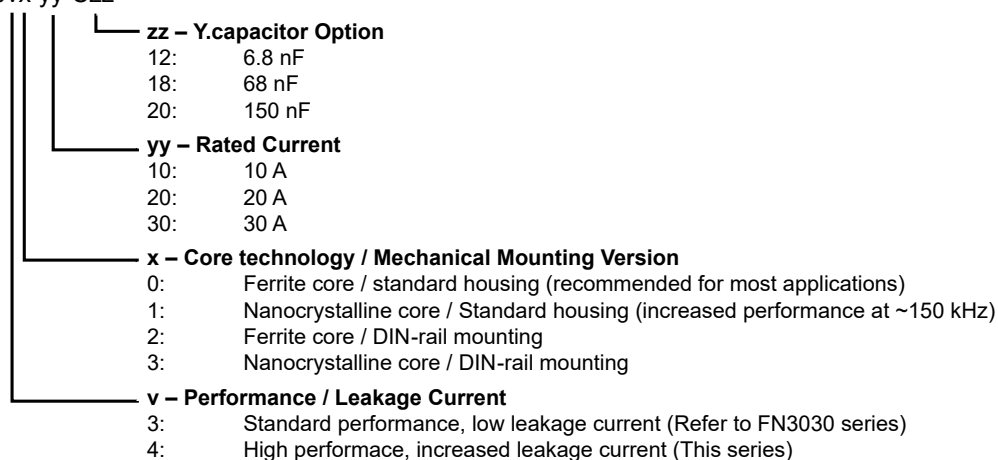 zz – Y.capacitor Option
12: 6.8 nF
18: 68 nF
20: 150 nF
yy – Rated Current
10: 10 A
20: 20 A
30: 30 A
x – Core technology / Mechanical Mounting Version
0: Ferrite core / standard housing (recommended for most applications)
1: Nanocrystalline core / Standard housing (increased performance at ~150 kHz)
2: Ferrite core / DIN-rail mounting
3: Nanocrystalline core / DIN-rail mounting
v – Performance / Leakage Current
3: Standard performance, low leakage current (Refer to FN3030 series)
4: High performace, increased leakage current (This series)